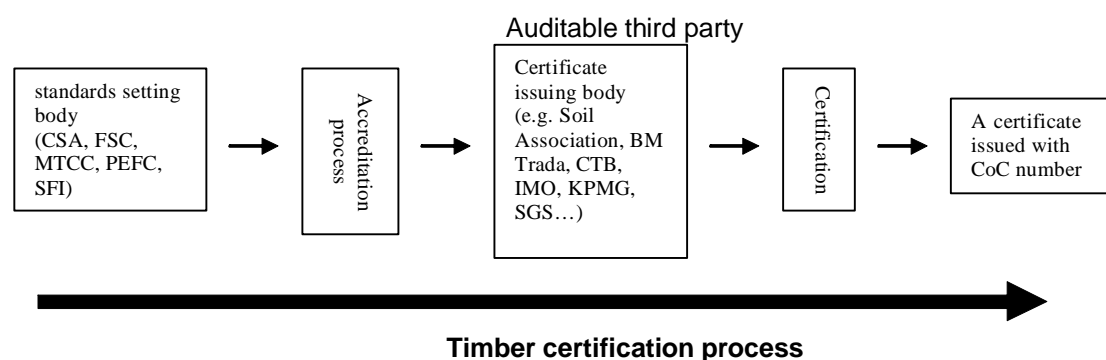 Auditable third party
standards setting
body
(CSA, FSC,
MTCC, PEFC,
SFI)
Accreditation
process
Certificate
issuing body
(e.g. Soil
Association, BM
Trada, CTB,
IMO, KPMG,
SGS…)
Certification
A certificate
issued with
CoC number
Timber certification process